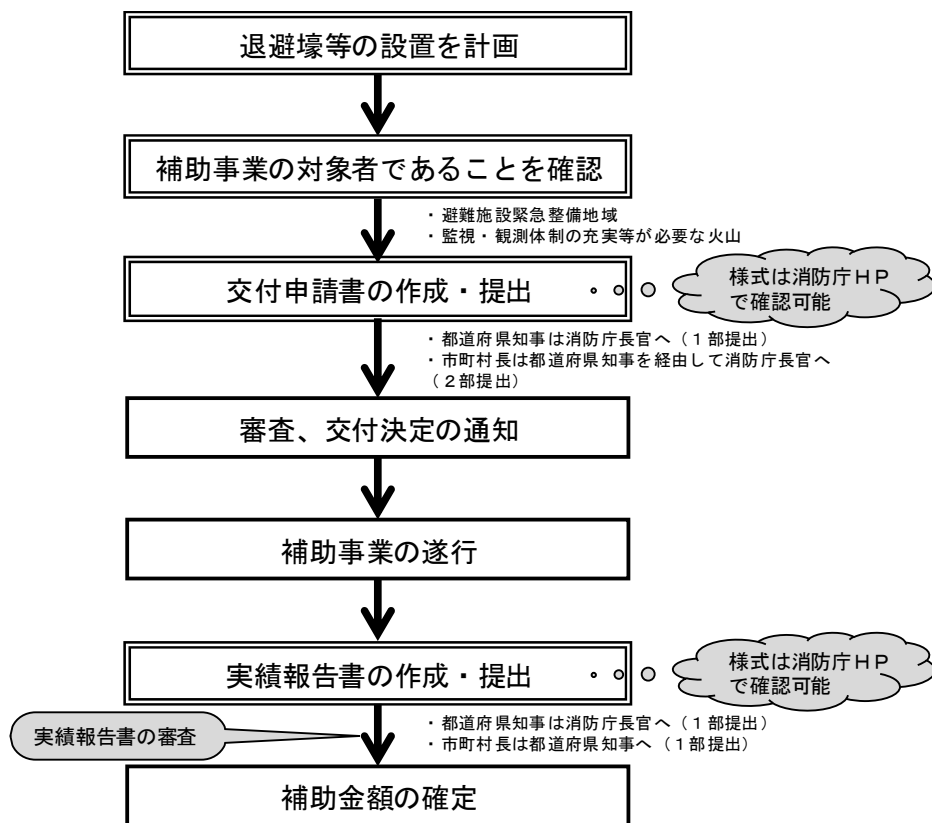 退避壕等の設置を計画
補助事業の対象者であることを確認
・避難施設緊急整備地域
・監視・観測体制の充実等が必要な火山
交付申請書の作成・提出
様式は消防庁ＨＰ
で確認可能
・都道府県知事は消防庁長官へ（１部提出）
・市町村長は都道府県知事を経由して消防庁長官へ
（２部提出）
審査、交付決定の通知
補助事業の遂行
実績報告書の作成・提出
様式は消防庁ＨＰ
で確認可能
・都道府県知事は消防庁長官へ（１部提出）
・市町村長は都道府県知事へ（１部提出）
実績報告書の審査
補助金額の確定